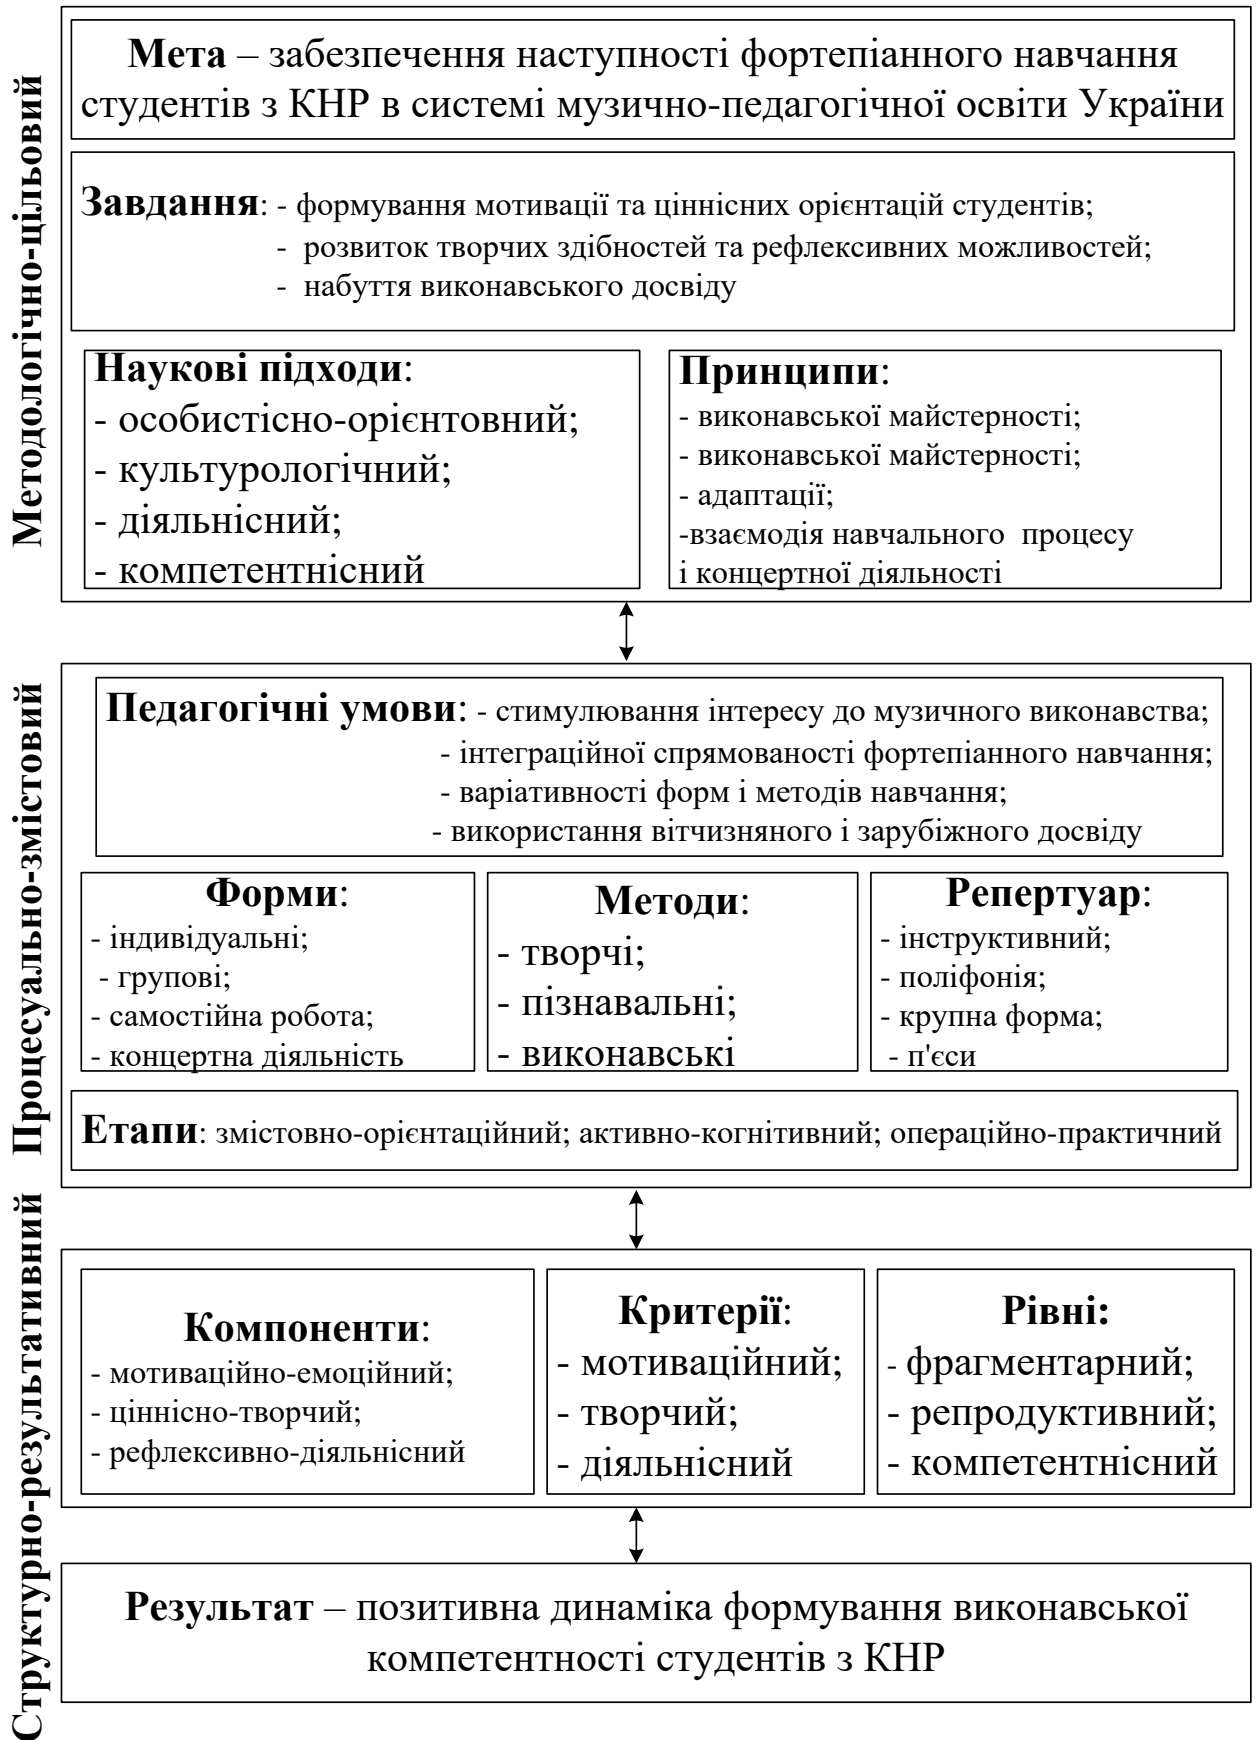 Методологічно-цільовий
Мета – забезпечення наступності фортепіанного навчання
студентів з КНР в системі музично-педагогічної освіти України
Завдання: - формування мотивації та ціннісних орієнтацій студентів;
- розвиток творчих здібностей та рефлексивних можливостей;
- набуття виконавського досвіду
Наукові підходи:
- особистісно-орієнтовний;
- культурологічний;
- діяльнісний;
- компетентнісний
Принципи:
- виконавської майстерності;
- виконавської майстерності;
- адаптації;
-взаємодія навчального процесу
і концертної діяльності
Процесуально-змістовий
Педагогічні умови: - стимулювання інтересу до музичного виконавства;
- інтеграційної спрямованості фортепіанного навчання;
- варіативності форм і методів навчання;
- використання вітчизняного і зарубіжного досвіду
Форми:
- індивідуальні;
- групові;
- самостійна робота;
- концертна діяльність
Методи:
- творчі;
- пізнавальні;
- виконавські
Репертуар:
- інструктивний;
- поліфонія;
- крупна форма;
- п'єси
Етапи: змістовно-орієнтаційний; активно-когнітивний; операційно-практичний
Структурно-результативний
Компоненти:
- мотиваційно-емоційний;
- ціннісно-творчий;
- рефлексивно-діяльнісний
Критерії:
- мотиваційний;
- творчий;
- діяльнісний
Рівні:
- фрагментарний;
- репродуктивний;
- компетентнісний
Результат – позитивна динаміка формування виконавської
компетентності студентів з КНР